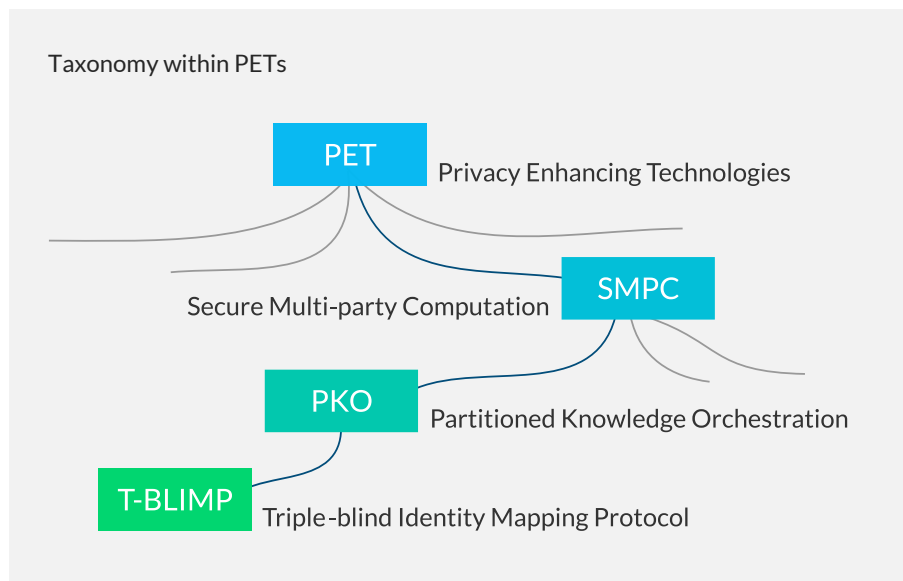 Taxonomy within PETs
PET
Privacy Enhancing Technologies
SMPC
Secure Multi-party Computation
PKO
Partitioned Knowledge Orchestration
T-BLIMP
Triple-blind Identity Mapping Protocol